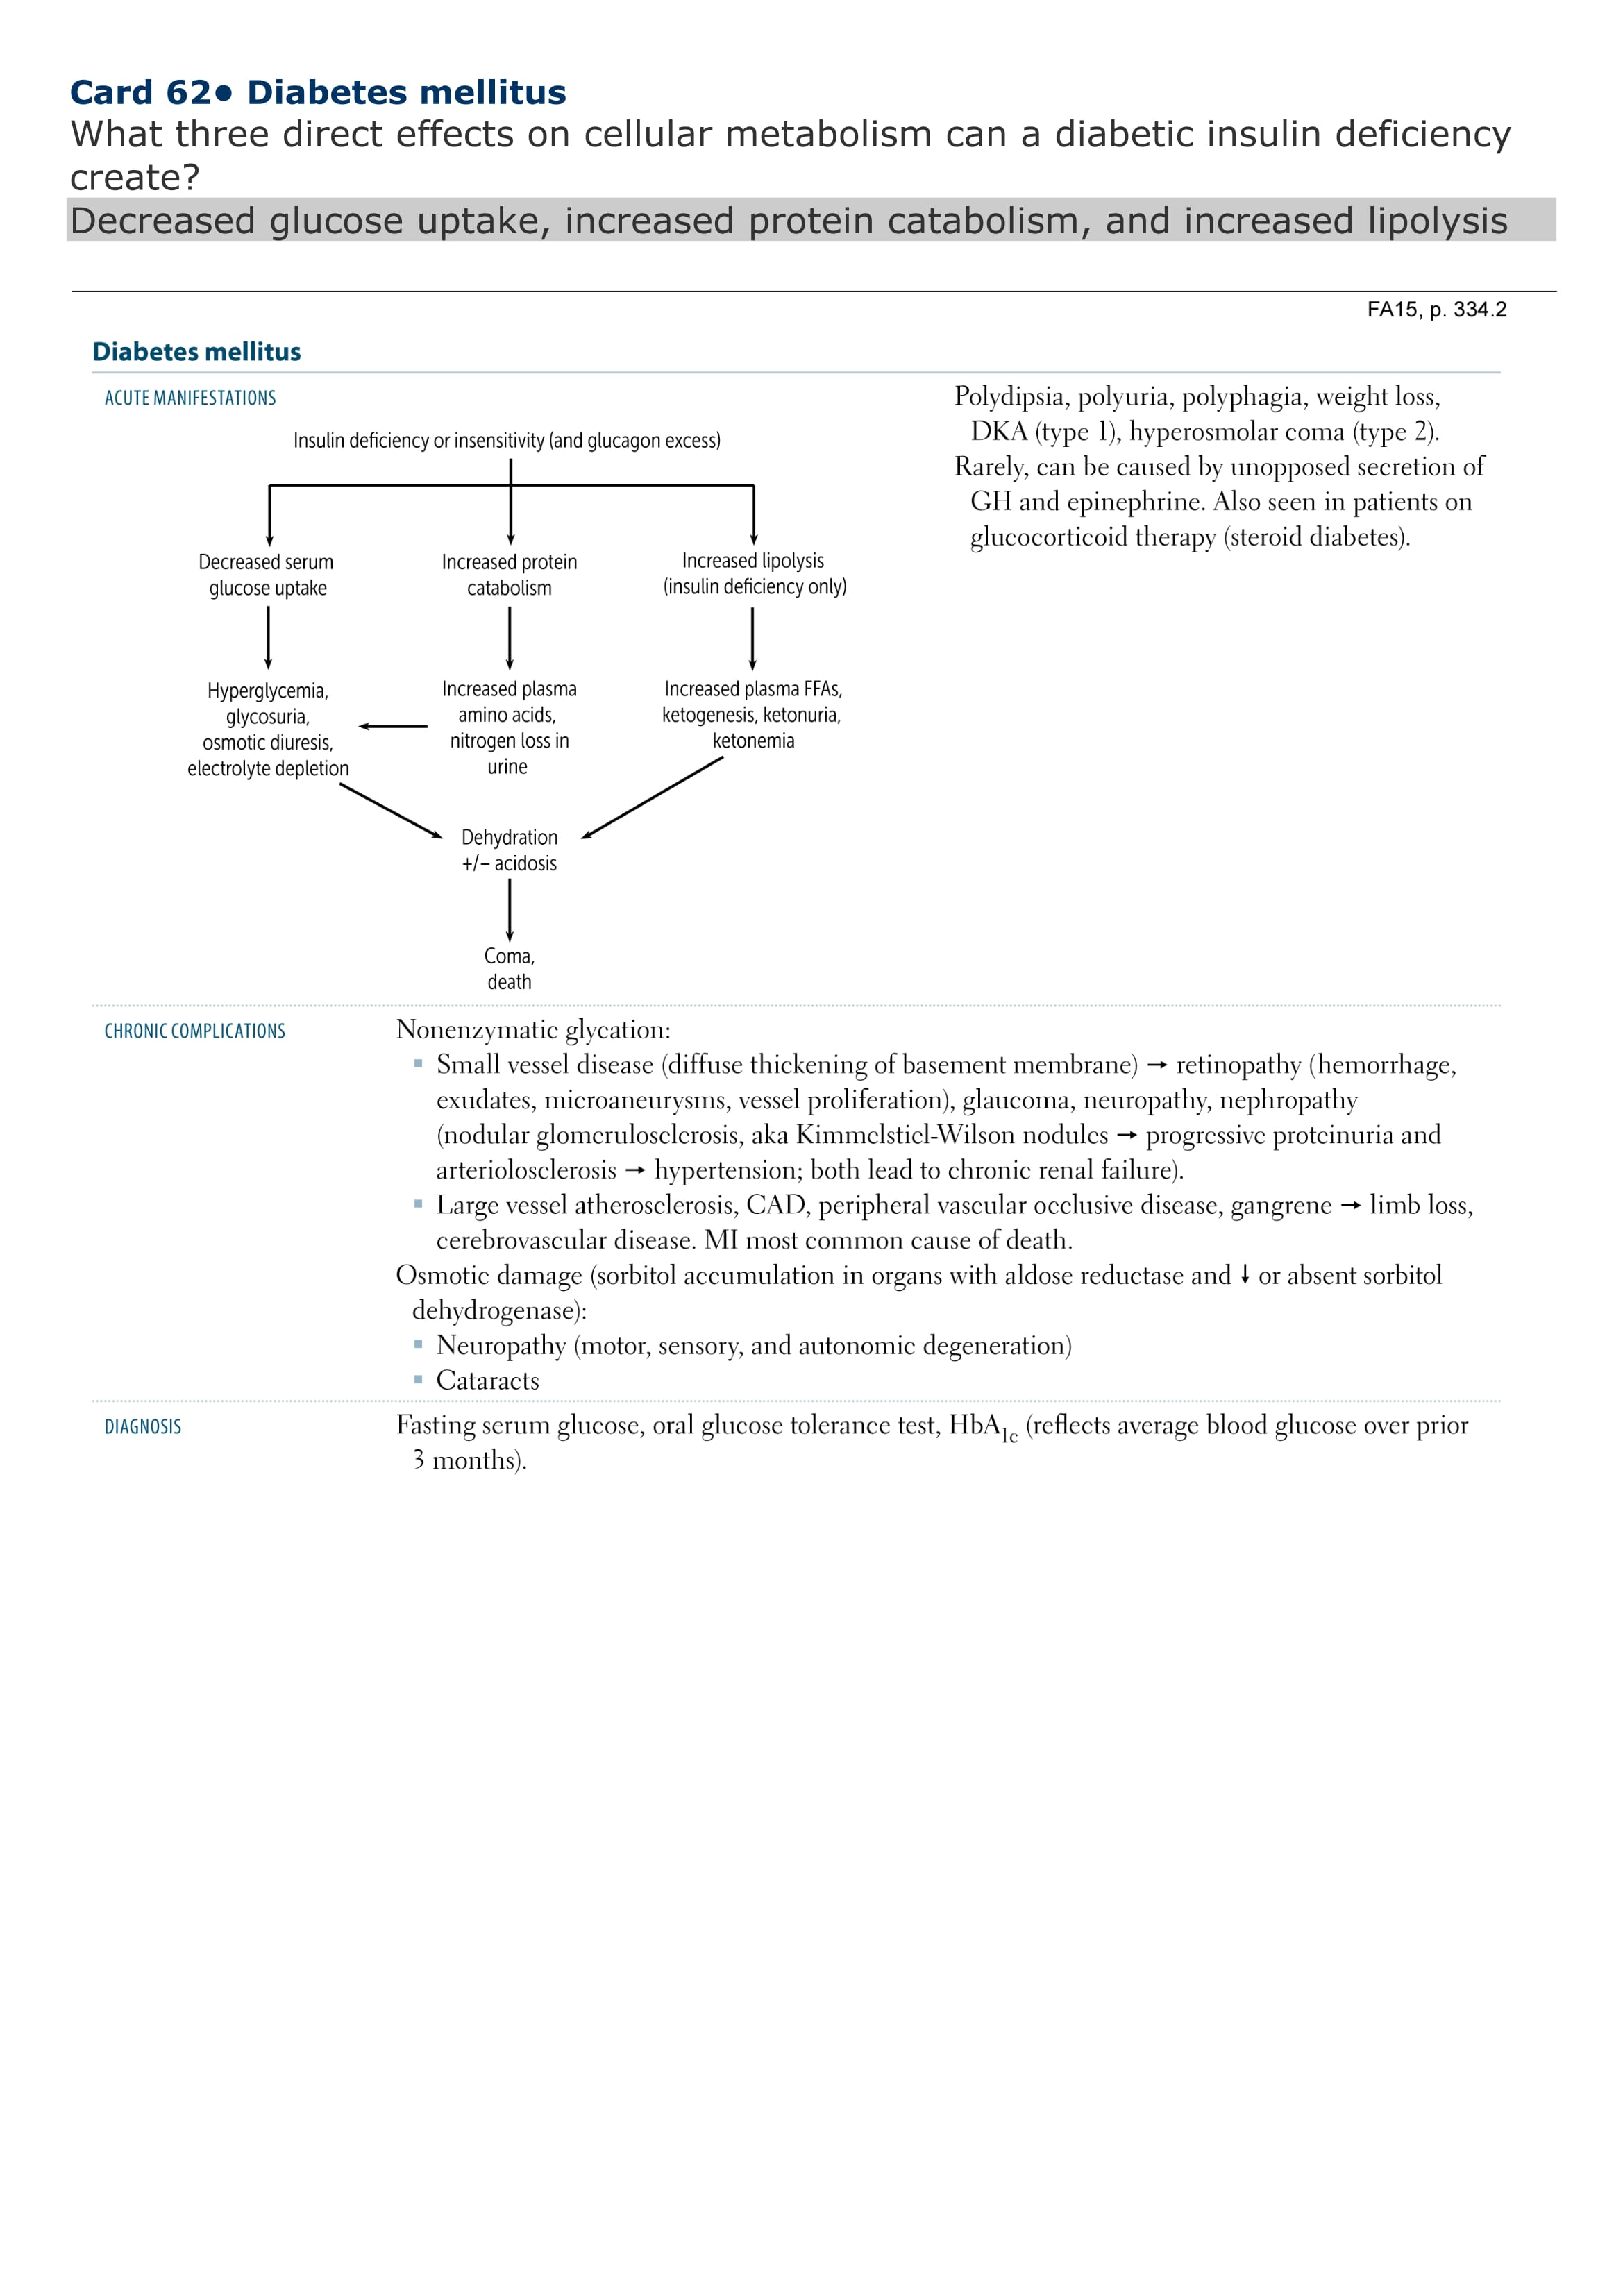 Card 62● Diabetes mellitus
What three direct effects on cellular metabolism can a diabetic insulin deficiency
create?
Decreased glucose uptake, increased protein catabolism, and increased lipolysis
FA15, p. 334.2
Diabetes mellitus
ACUTE MANIFESTATIONS
Insulin deficiency or insensitivity (and glucagon excess)
Decreased serum
glucose uptake
Increased protein
catabolism
Increased lipolysis
(insulin deficiency only)
Hyperglycemia,
glycosuria,
osmotic diuresis,
electrolyte depletion
Increased plasma
amino acids,
nitrogen loss in
urine
Increased plasma FFAs,
ketogenesis, ketonuria,
ketonemia
Dehydration
+/– acidosis
Coma,
death
Polydipsia, polyuria, polyphagia, weight loss,
DKA (type 1), hyperosmolar coma (type 2).
Rarely, can be caused by unopposed secretion of
GH and epinephrine. Also seen in patients on
glucocorticoid therapy (steroid diabetes).
CHRONIC COMPLICATIONS
Nonenzymatic glycation:
▪ Small vessel disease (diffuse thickening of basement membrane) → retinopathy (hemorrhage,
exudates, microaneurysms, vessel proliferation), glaucoma, neuropathy, nephropathy
(nodular glomerulosclerosis, aka Kimmelstiel-Wilson nodules → progressive proteinuria and
arteriolosclerosis → hypertension; both lead to chronic renal failure).
▪ Large vessel atherosclerosis, CAD, peripheral vascular occlusive disease, gangrene → limb loss,
cerebrovascular disease. MI most common cause of death.
Osmotic damage (sorbitol accumulation in organs with aldose reductase and ↓ or absent sorbitol
dehydrogenase):
▪ Neuropathy (motor, sensory, and autonomic degeneration)
▪ Cataracts
DIAGNOSIS
Fasting serum glucose, oral glucose tolerance test, HbA1c (reflects average blood glucose over prior
3 months).